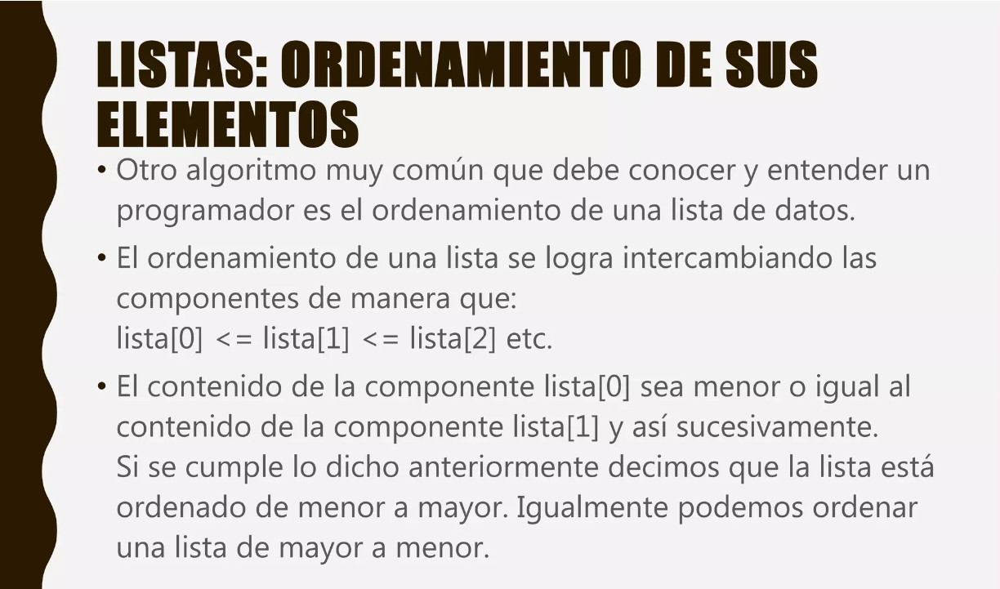 LISTAS: ORDENAMIENTO DE SUS
ELEMENTOS
• Otro algoritmo muy común que debe conocer y entender un
programador es el ordenamiento de una lista de datos.
• El ordenamiento de una lista se logra intercambiando las
componentes de manera que:
lista[0] <= lista[1] <= lista[2] etc.
• El contenido de la componente lista[0] sea menor o igual al
contenido de la componente lista[1] y así sucesivamente.
Si se cumple lo dicho anteriormente decimos que la lista está
ordenado de menor a mayor. Igualmente podemos ordenar
una lista de mayor a menor.